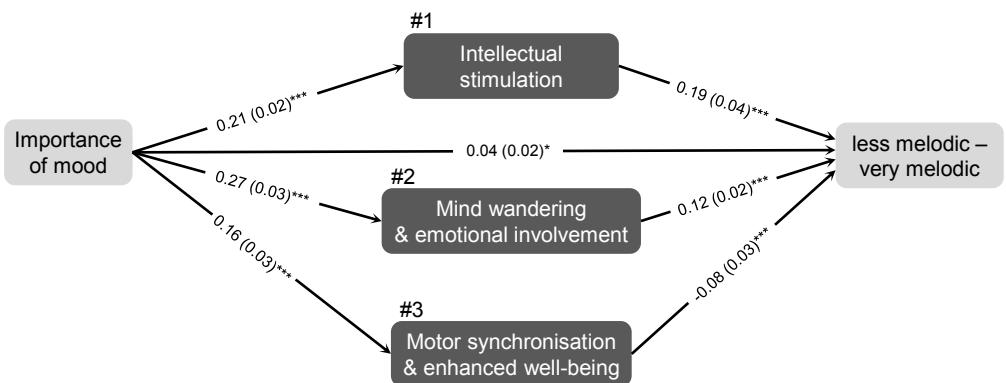 #1
Intellectual
stimulation
0.21 (0.02)***
0.19 (0.04)***
Importance
of mood
0.04 (0.02)*
less melodic –
very melodic
#2
0.27 (0.03)***
Mind wandering
& emotional involvement
0.12 (0.02)***
0.16 (0.03)***
-0.08 (0.03)***
#3
Motor synchronisation
& enhanced well-being